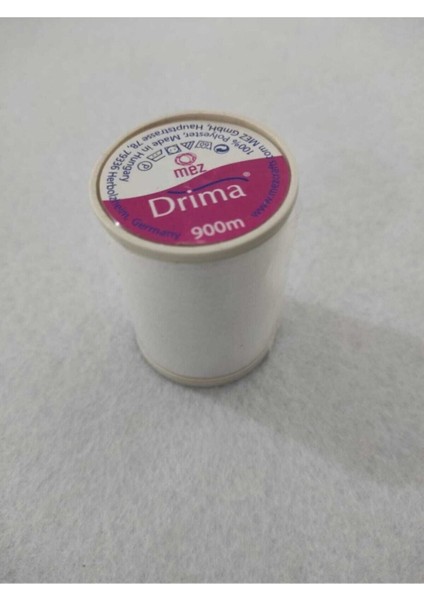 mez
Drima®
900m
100% Polyester, Made in Hungary
MEZ GmbH, Hauptstrasse 78, 79336 Herbolzheim, Germany